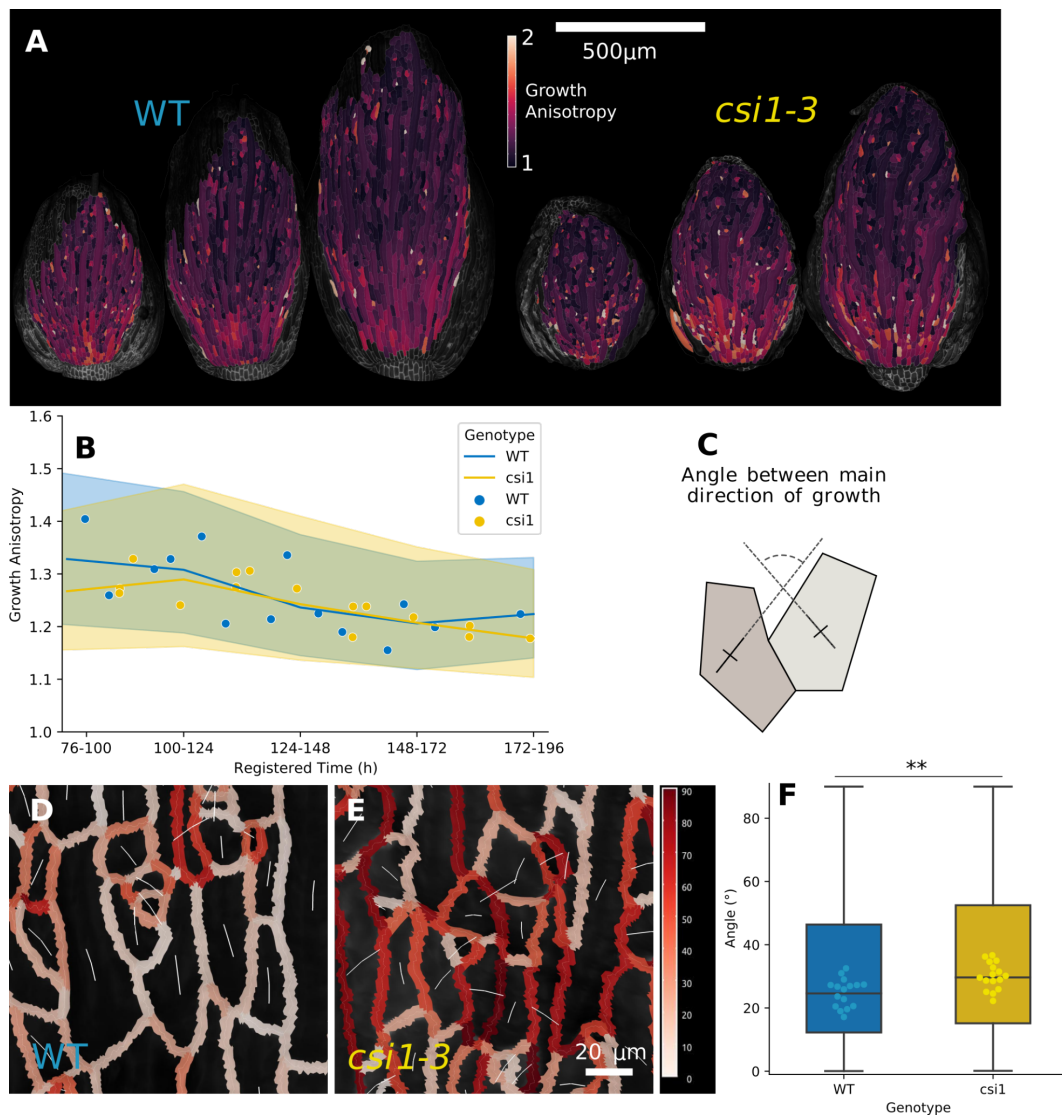 A
WT
2
Growth
Anisotropy
1
500μm
csi1-3
B
1.6
1.5
1.4
1.3
1.2
1.1
1.0
Growth Anisotropy
76-100
100-124
124-148
148-172
172-196
Registered Time (h)
Genotype
WT
csi1
WT
csi1
C
Angle between main
direction of growth
D
WT
E
csi1-3
20 μm
90
80
70
60
50
40
30
20
10
0
F
**
80
60
40
20
0
Angle (°)
WT
csi1
Genotype